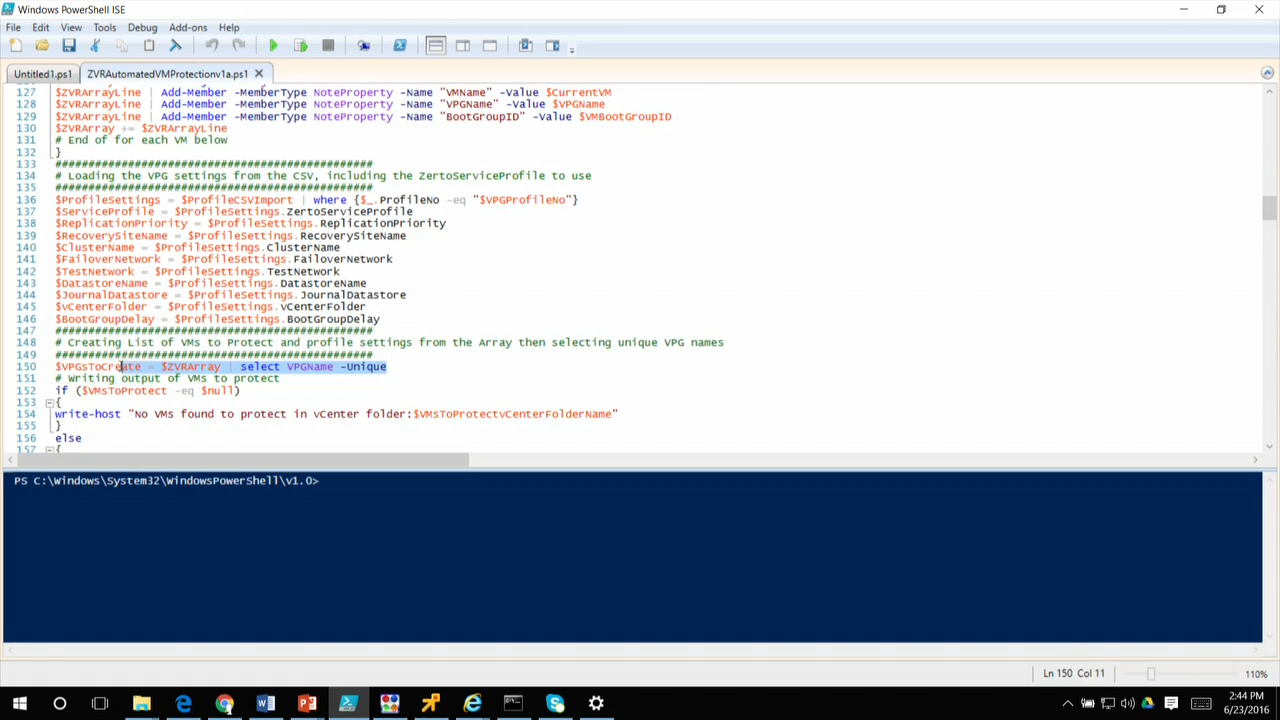 Windows PowerShell ISE
File Edit View Tools Debug Add-ons Help
Untitled1.ps1 ZVRAutomatedVMProtectionv1a.ps1
127 $ZVRArrayLine | Add-Member -MemberType NoteProperty -Name "VMName" -Value $CurrentVM
128 $ZVRArrayLine | Add-Member -MemberType NoteProperty -Name "VPGName" -Value $VPGName
129 $ZVRArrayLine | Add-Member -MemberType NoteProperty -Name "BootGroupID" -Value $VMBootGroupID
130 $ZVRArray += $ZVRArrayLine
131 # End of for each VM below
132 }
133 ################################################
134 # Loading the VPG settings from the CSV, including the ZertoServiceProfile to use
135 ################################################
136 $ProfileSettings = $ProfileCSVImport | where {$_.ProfileNo -eq "$VPGProfileNo"}
137 $ServiceProfile = $ProfileSettings.ZertoServiceProfile
138 $ReplicationPriority = $ProfileSettings.ReplicationPriority
139 $RecoverySiteName = $ProfileSettings.RecoverySiteName
140 $ClusterName = $ProfileSettings.ClusterName
141 $FailoverNetwork = $ProfileSettings.FailoverNetwork
142 $TestNetwork = $ProfileSettings.TestNetwork
143 $DatastoreName = $ProfileSettings.DatastoreName
144 $JournalDatastore = $ProfileSettings.JournalDatastore
145 $vCenterFolder = $ProfileSettings.vCenterFolder
146 $BootGroupDelay = $ProfileSettings.BootGroupDelay
147 ################################################
148 # Creating List of VMs to Protect and profile settings from the Array then selecting unique VPG names
149 ################################################
150 $VPGsToCreate = $ZVRArray | select VPGName -Unique
151 # Writing output of VMs to protect
152 if ($VMsToProtect -eq $null)
153 {
154 write-host "No VMs found to protect in vCenter folder:$VMsToProtectvCenterFolderName"
155 }
156 else
157 {
PS C:\Windows\System32\WindowsPowerShell\v1.0>
Ln 150 Col 11 110%
2:44 PM
6/23/2016